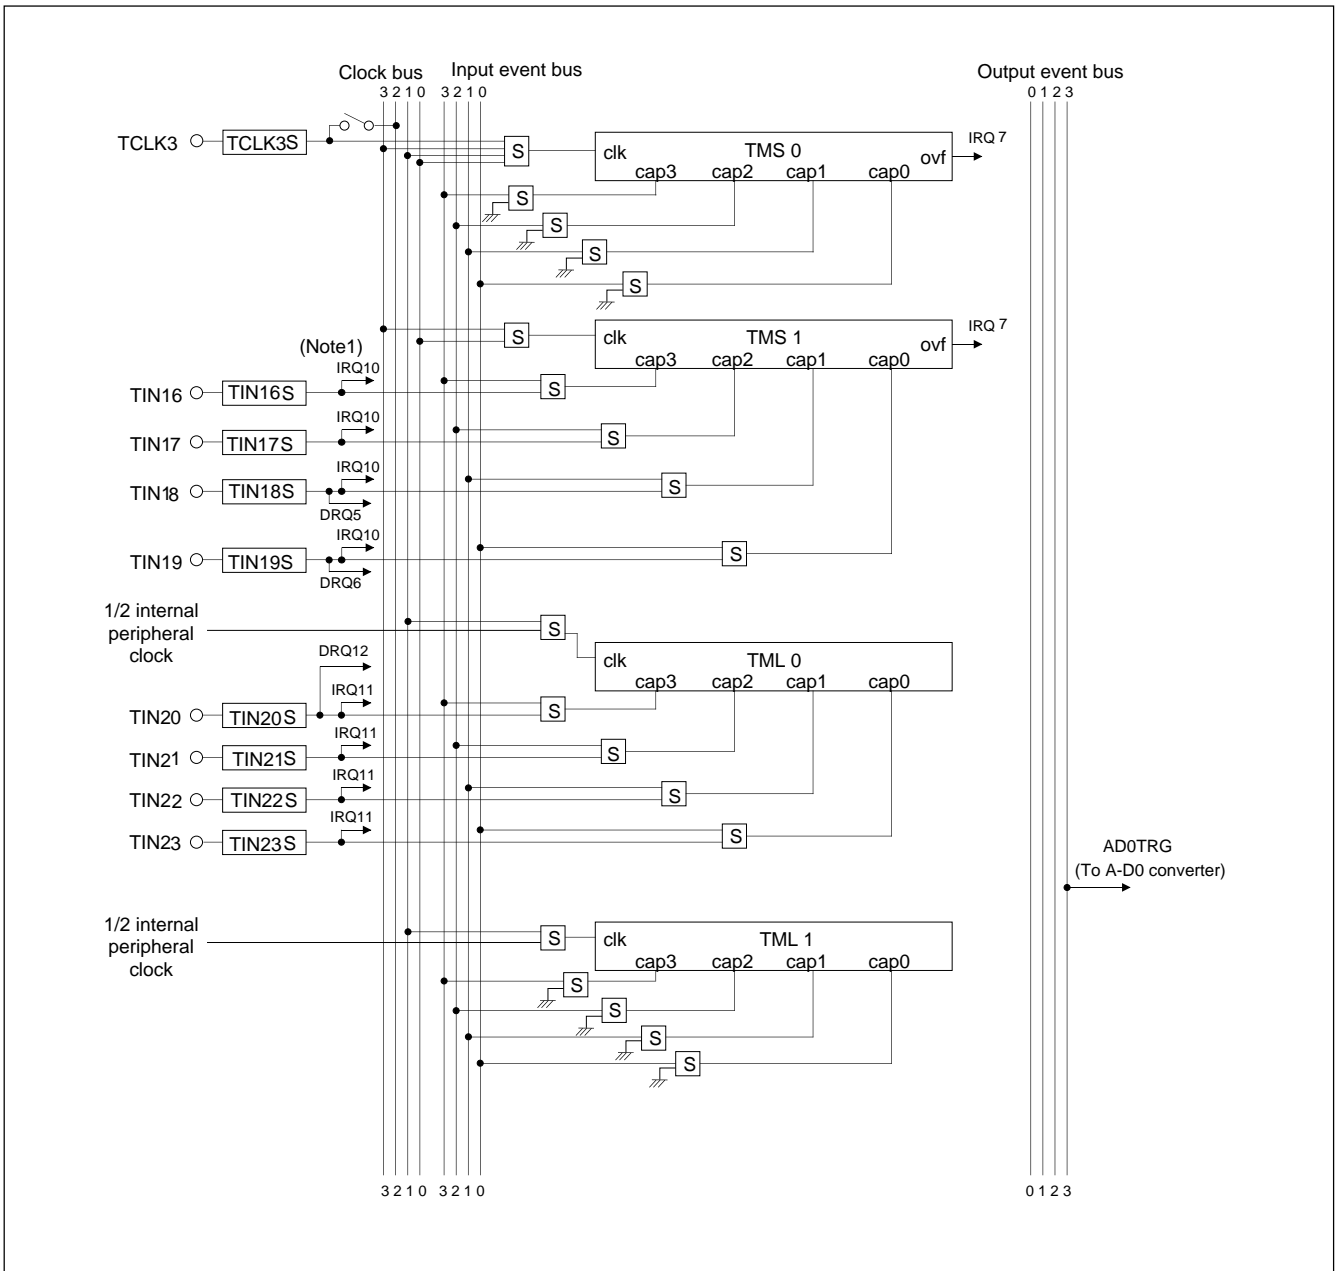 Clock bus Input event bus Output event bus
3 2 1 0 3 2 1 0 0 1 2 3
TCLK3 TCLK3S S clk TMS 0 ovf IRQ 7
cap3 cap2 cap1 cap0
S
S
S
S
S clk TMS 1 ovf IRQ 7
cap3 cap2 cap1 cap0
(Note1)
IRQ10
TIN16 TIN16S S
IRQ10
TIN17 TIN17S S
IRQ10
TIN18 TIN18S S
DRQ5
IRQ10
TIN19 TIN19S S
DRQ6
1/2 internal
peripheral
clock
S
DRQ12
clk TML 0
cap3 cap2 cap1 cap0
IRQ11
TIN20 TIN20S S
IRQ11
TIN21 TIN21S S
IRQ11
TIN22 TIN22S S
IRQ11
TIN23 TIN23S S
AD0TRG
(To A-D0 converter)
1/2 internal
peripheral
clock
S clk TML 1
cap3 cap2 cap1 cap0
S
S
S
S
3 2 1 0 3 2 1 0 0 1 2 3